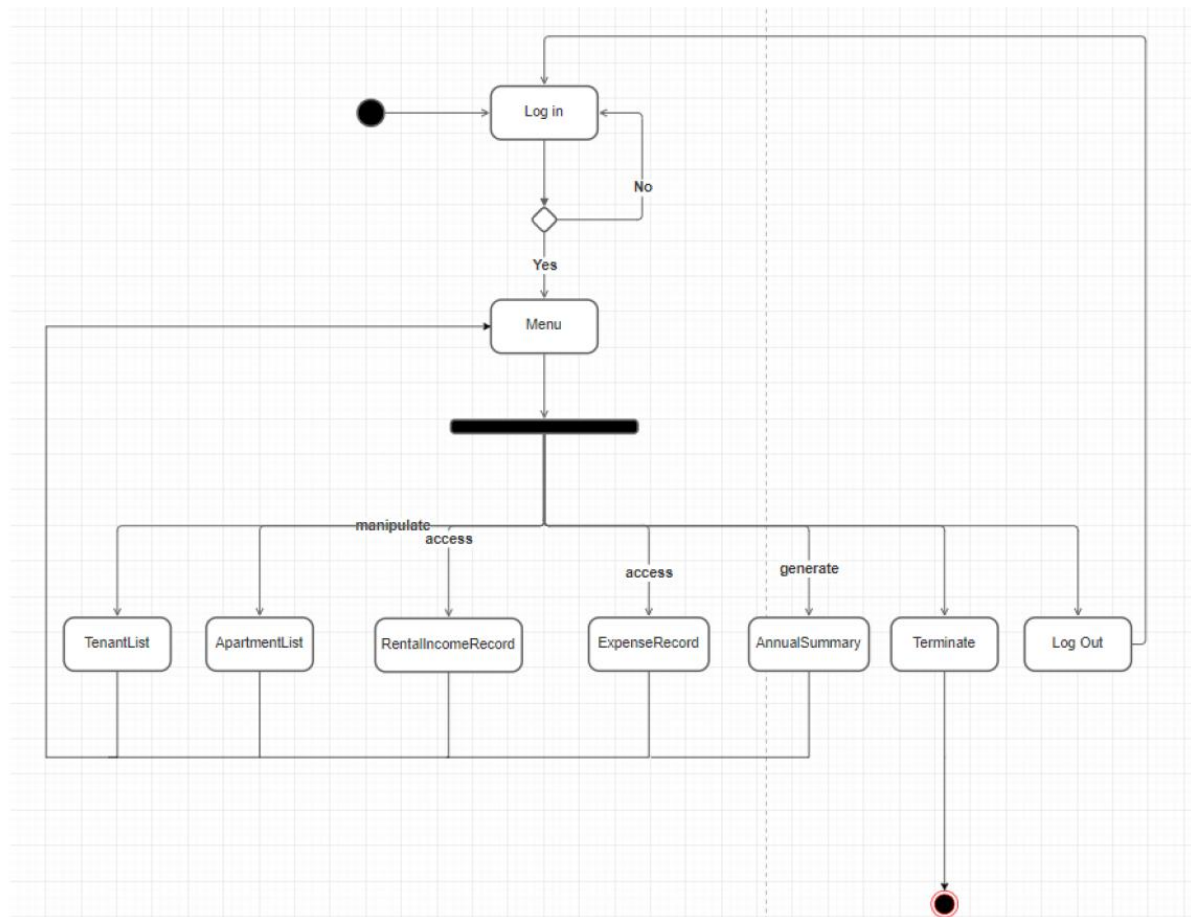 Log in
No
Yes
Menu
manipulate
access
access
generate
TenantList
ApartmentList
RentalIncomeRecord
ExpenseRecord
AnnualSummary
Terminate
Log Out